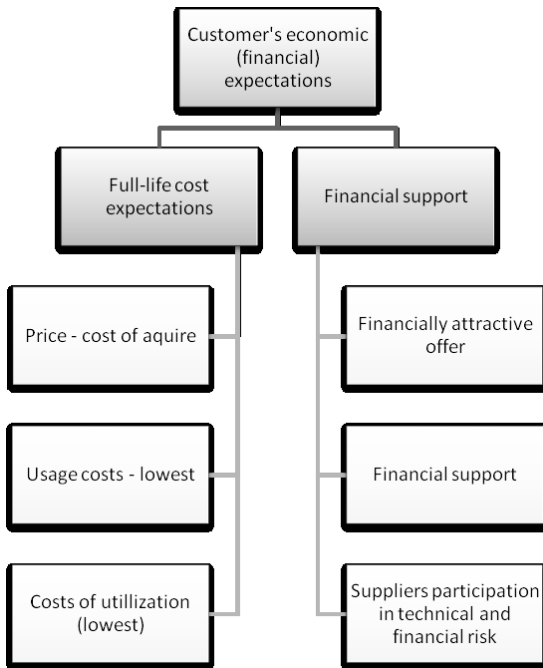 Customer's economic
(financial)
expectations
Full-life cost
expectations
Financial support
Price - cost of aquire
Financially attractive
offer
Usage costs - lowest
Financial support
Costs of utillization
(lowest)
Suppliers participation
in technical and
financial risk